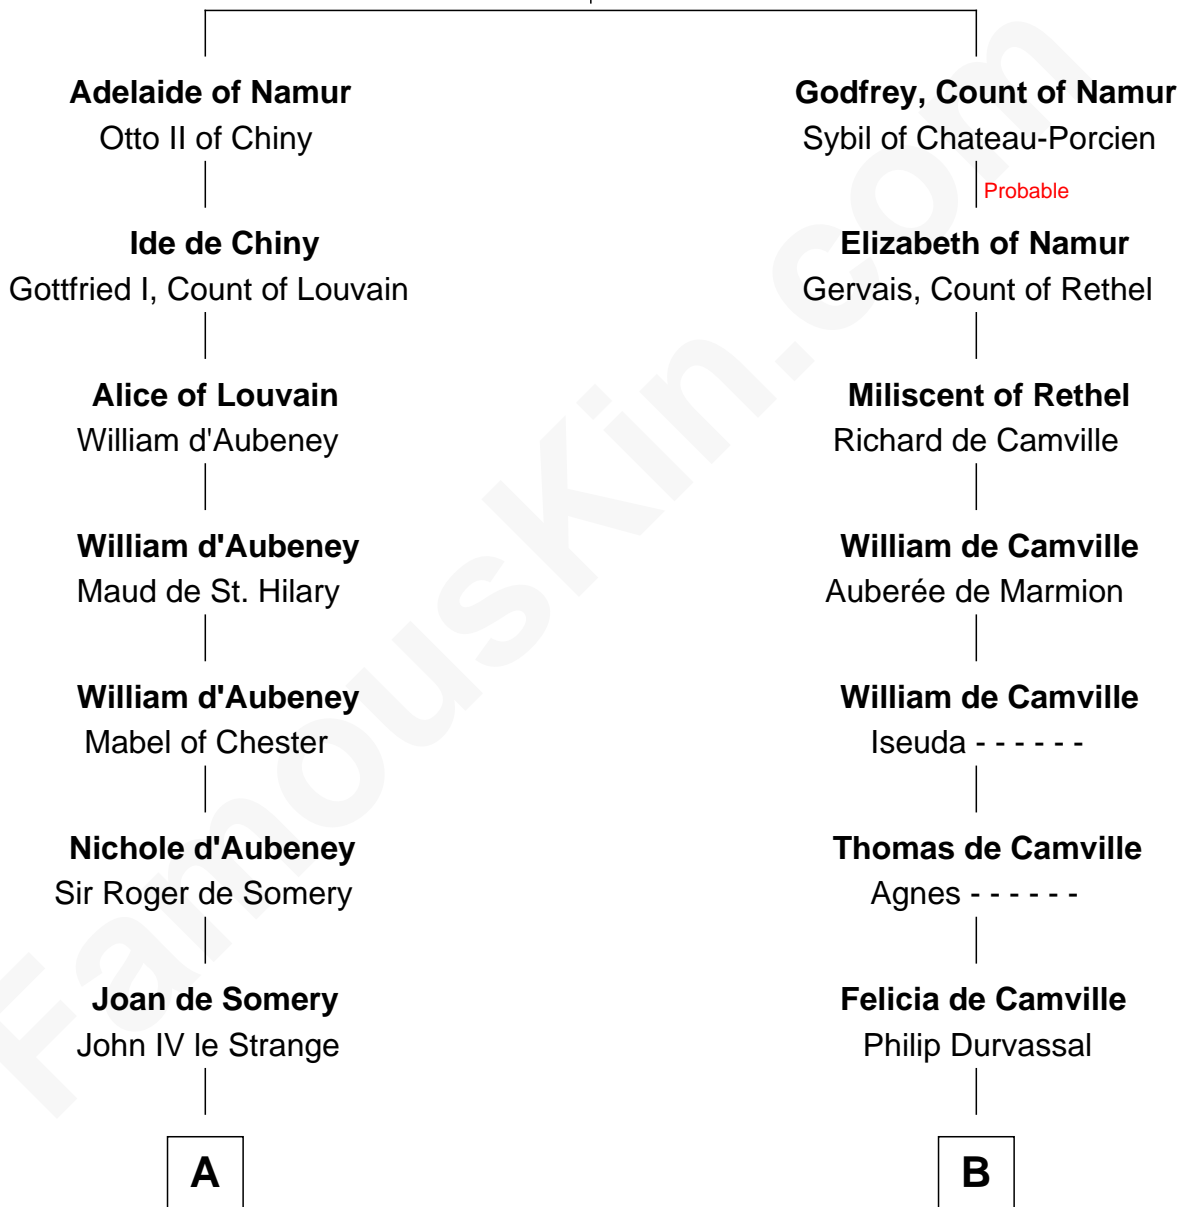 Adelaide of Namur
Otto II of Chiny
Ide de Chiny
Gottfried I, Count of Louvain
Alice of Louvain
William d'Aubeney
William d'Aubeney
Maud de St. Hilary
William d'Aubeney
Mabel of Chester
Nichole d'Aubeney
Sir Roger de Somery
Joan de Somery
John IV le Strange
A
Godfrey, Count of Namur
Sybil of Chateau-Porcien
Probable
Elizabeth of Namur
Gervais, Count of Rethel
Miliscent of Rethel
Richard de Camville
William de Camville
Auberée de Marmion
William de Camville
Iseuda - - - - - -
Thomas de Camville
Agnes - - - - - -
Felicia de Camville
Philip Durvassal
B
FamousKin.com